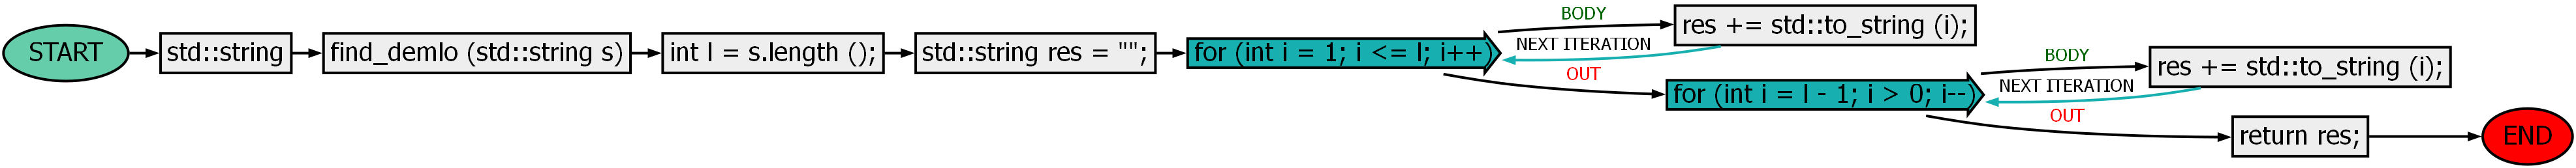 START
std::string
find_demlo (std::string s)
int l = s.length ();
std::string res = "";
for (int i = 1; i <= l; i++)
BODY
res += std::to_string (i);
NEXT ITERATION
OUT
for (int i = l - 1; i > 0; i--)
BODY
res += std::to_string (i);
NEXT ITERATION
OUT
return res;
END